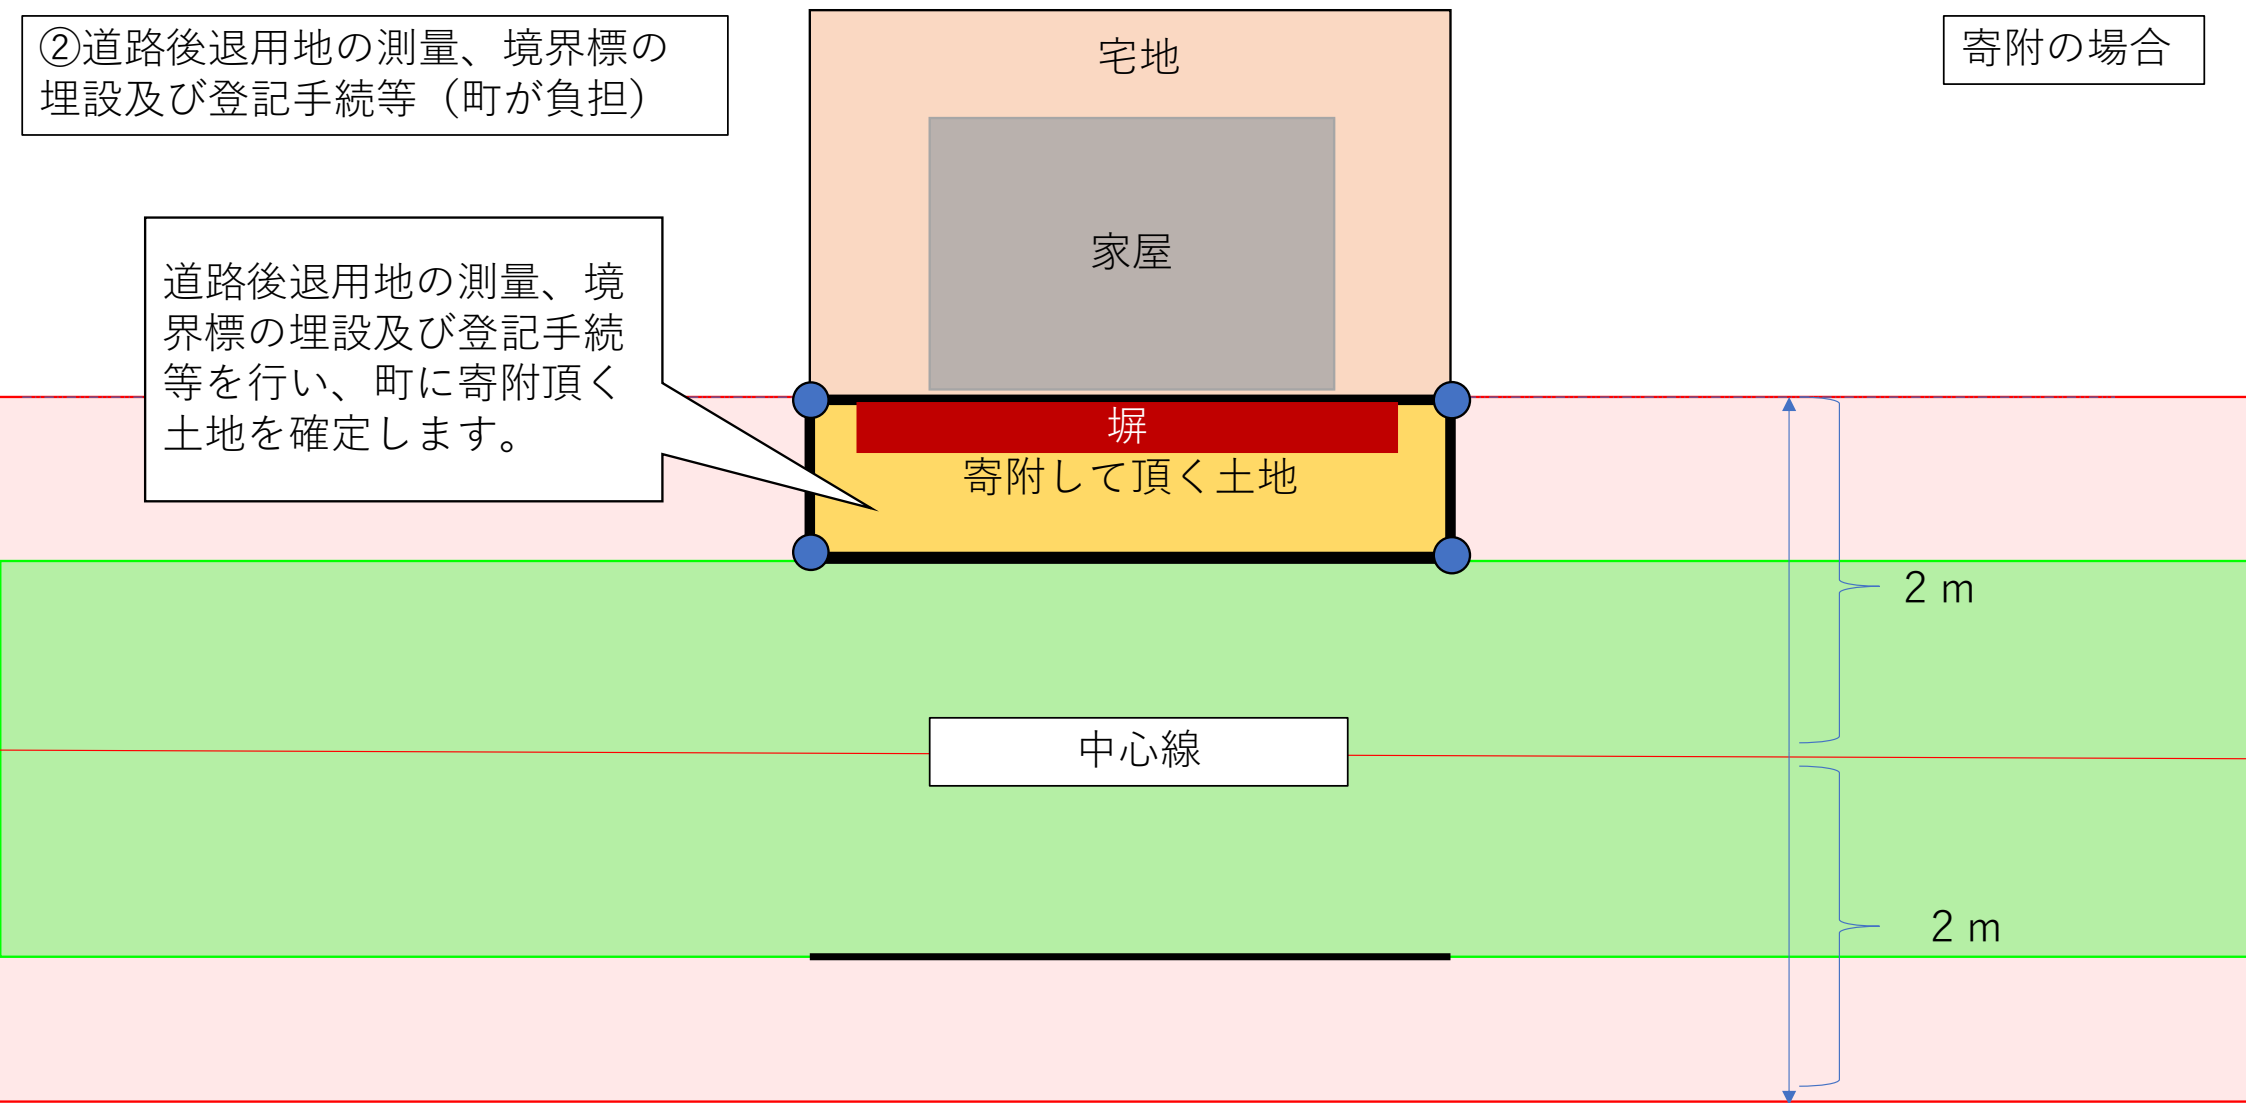 ②道路後退用地の測量、境界標の
埋設及び登記手続等（町が負担）
宅地
寄附の場合
家屋
道路後退用地の測量、境
界標の埋設及び登記手続
等を行い、町に寄附頂く
土地を確定します。
塀
寄附して頂く土地
２ｍ
中心線
２ｍ